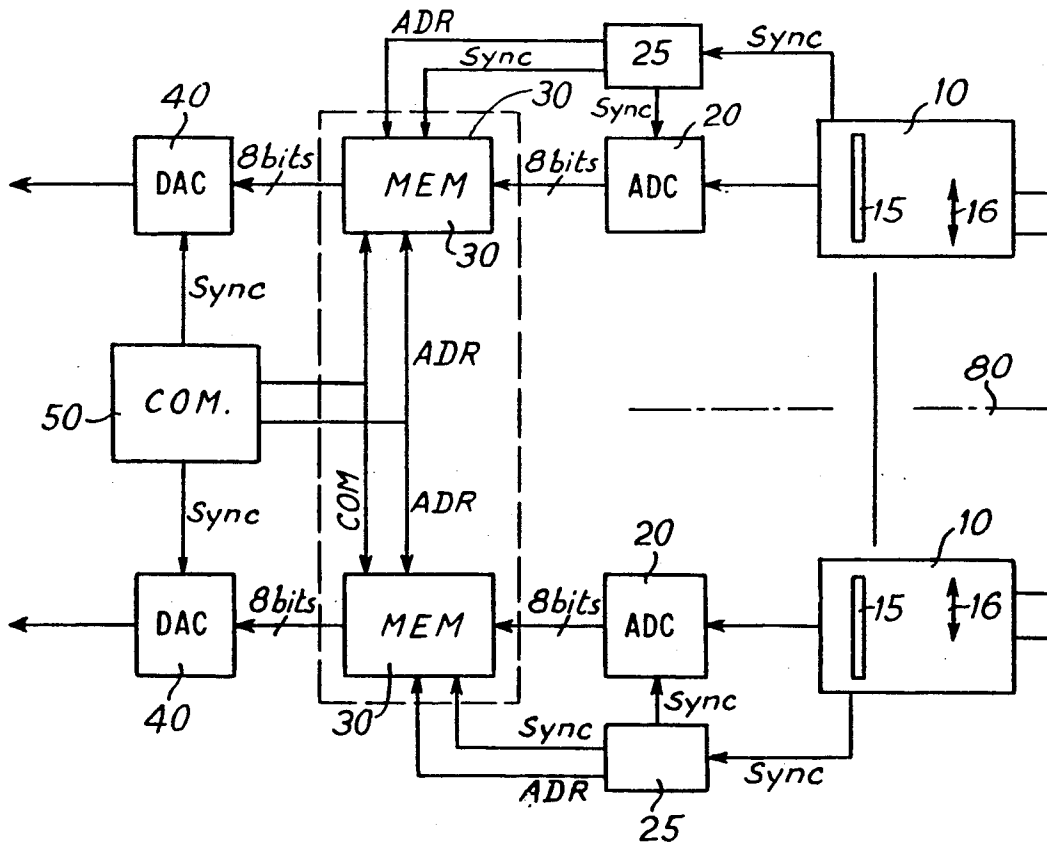 ADR
25
Sync
Sync
Sync
40
30
20
10
8bits
8bits
DAC
MEM
ADC
15
16
30
Sync
ADR
80
50
COM.
COM
ADR
Sync
20
10
8bits
8bits
DAC
MEM
ADC
15
16
40
30
Sync
Sync
Sync
ADR
25